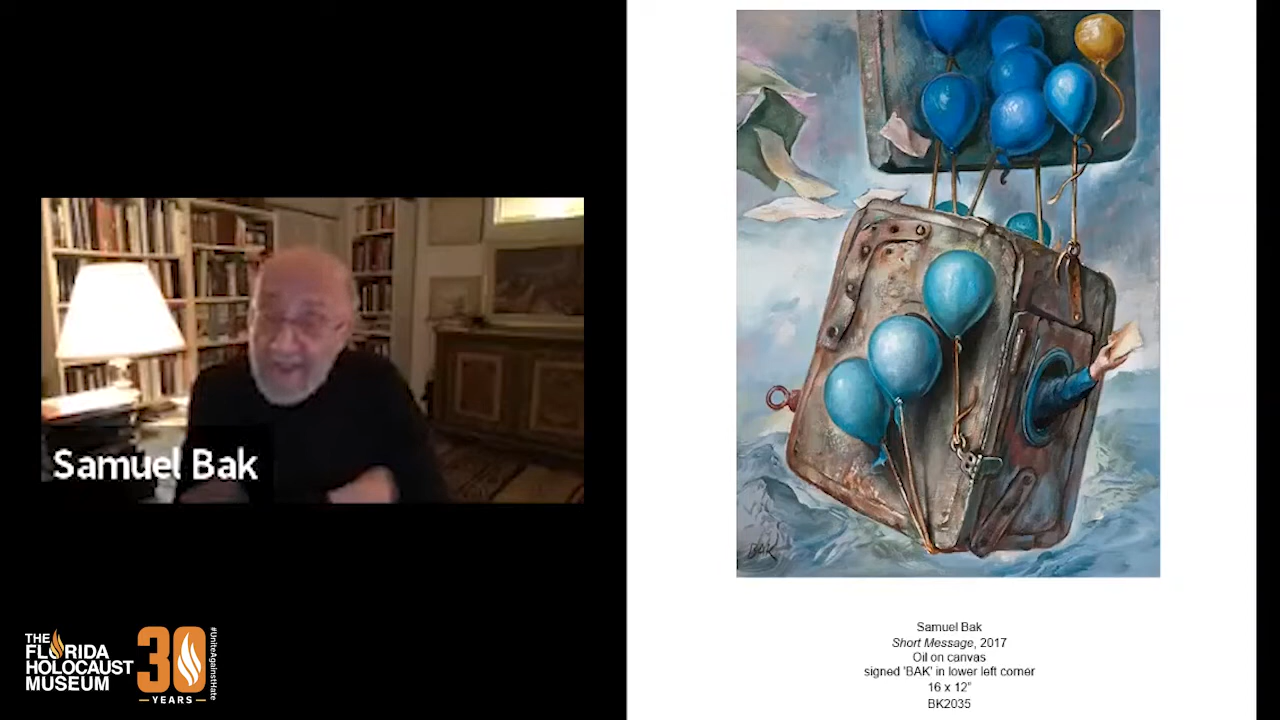 Samuel Bak
THE
FLORIDA
HOLOCAUST
MUSEUM
30
YEARS
#UniteAgainstHate
BAK
Samuel Bak
Short Message, 2017
Oil on canvas
signed 'BAK' in lower left corner
16 x 12"
BK2035